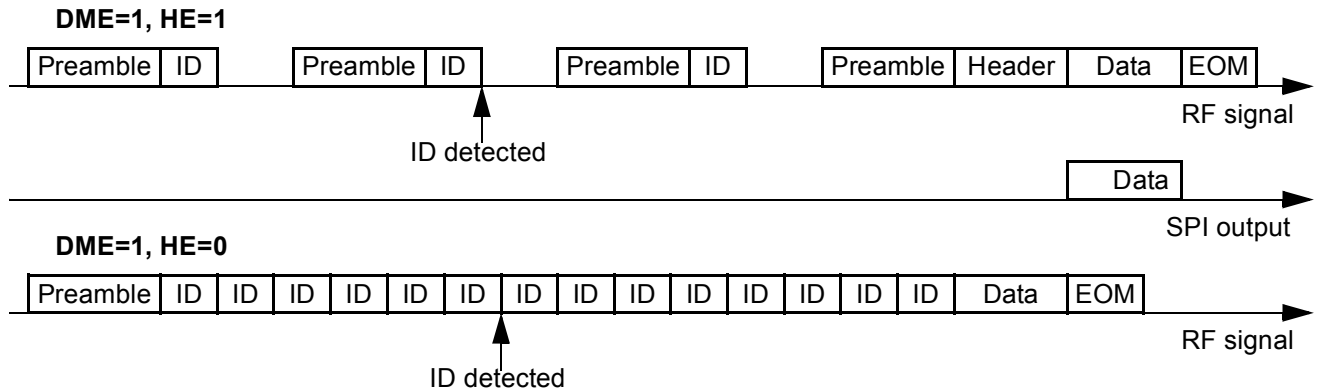 DME=1, HE=1
Preamble ID Preamble ID Preamble ID Preamble Header Data EOM
RF signal
ID detected
Data
SPI output
DME=1, HE=0
Preamble ID ID ID ID ID ID ID ID ID ID ID ID ID ID Data EOM
RF signal
ID detected